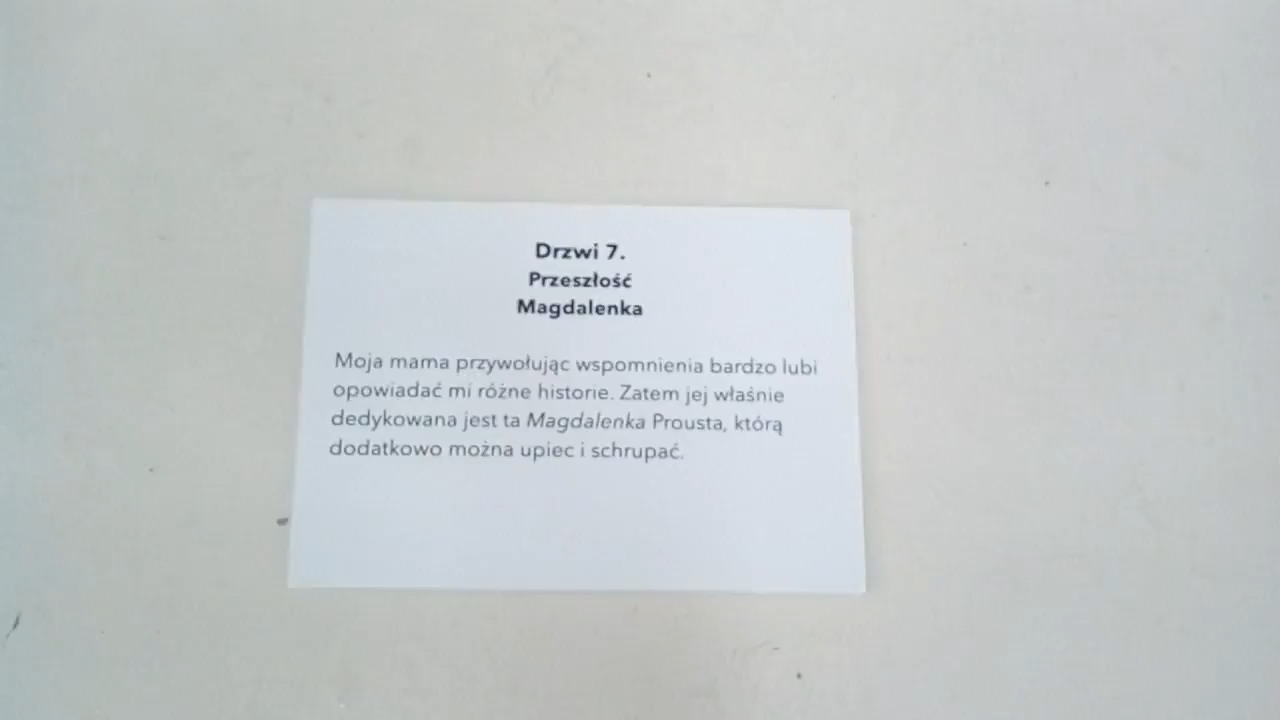 Drzwi 7.
Przeszłość
Magdalenka
Moja mama przywołując wspomnienia bardzo lubi
opowiadać mi różne historie. Zatem jej właśnie
dedykowana jest ta Magdalenka Prousta, którą
dodatkowo można upiec i schrupać.